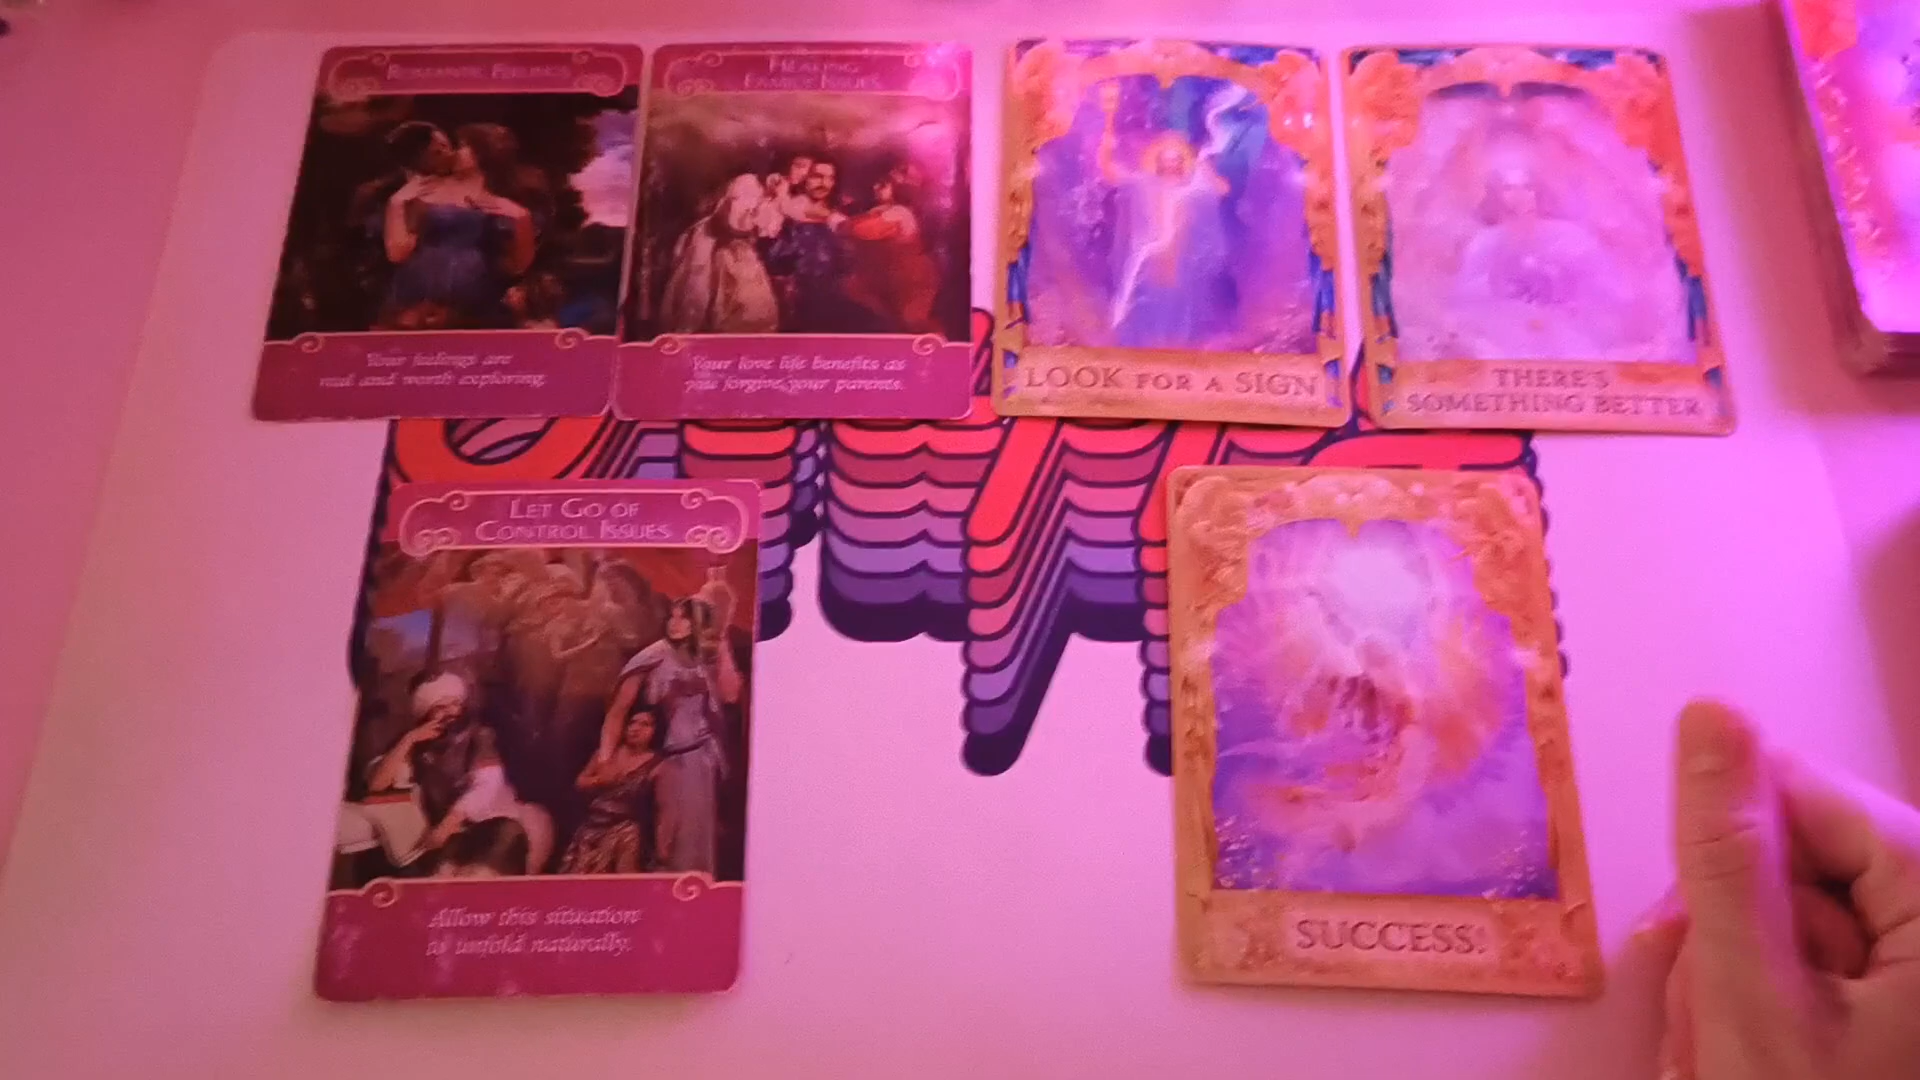 ROMANTIC FEELINGS
Your feelings are
real and worth exploring.
HEALING
FAMILY ISSUES
Your love life benefits as
you forgive your parents.
LOOK FOR A SIGN
THERE'S
SOMETHING BETTER
LET GO OF
CONTROL ISSUES
Allow this situation
to unfold naturally.
SUCCESS!